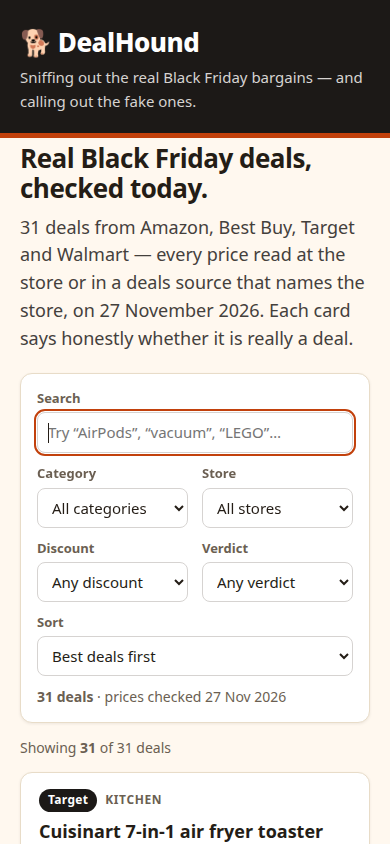 DealHound
Sniffing out the real Black Friday bargains — and
calling out the fake ones.
Real Black Friday deals,
checked today.
31 deals from Amazon, Best Buy, Target
and Walmart — every price read at the
store or in a deals source that names the
store, on 27 November 2026. Each card
says honestly whether it is really a deal.
Search
Try “AirPods”, “vacuum”, “LEGO”…
Category
Store
All categories
All stores
Discount
Verdict
Any discount
Any verdict
Sort
Best deals first
31 deals · prices checked 27 Nov 2026
Showing 31 of 31 deals
Target KITCHEN
Cuisinart 7-in-1 air fryer toaster